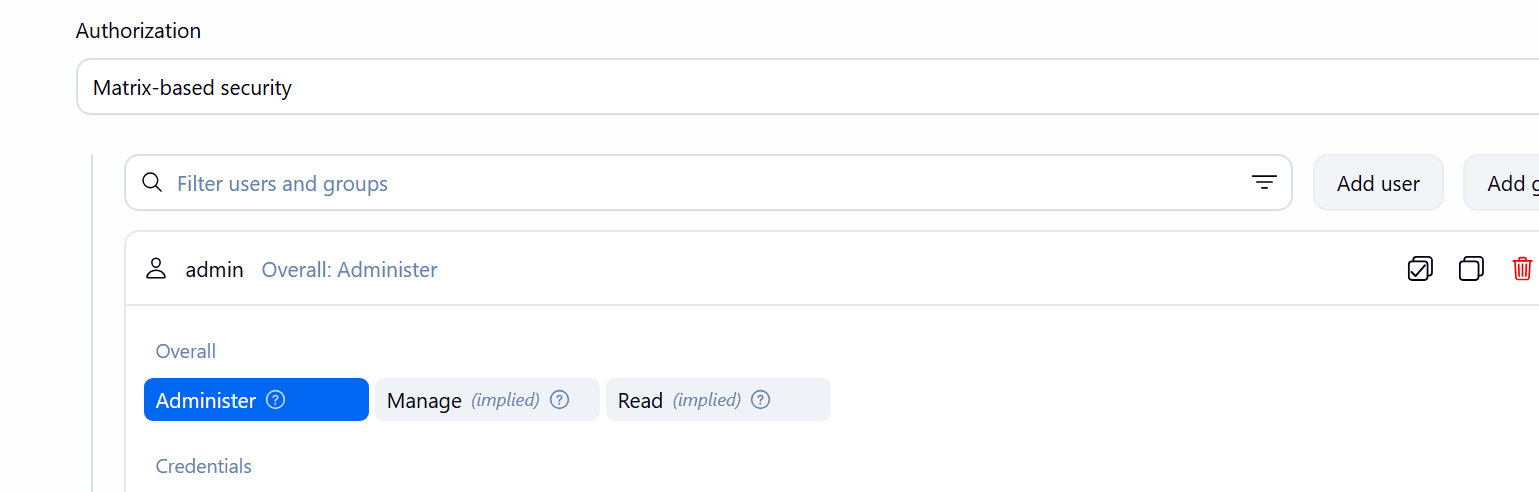 Authorization
Matrix-based security
Filter users and groups
Add user
Add
admin Overall: Administer
Overall
Administer ? Manage (implied) ? Read (implied) ?
Credentials